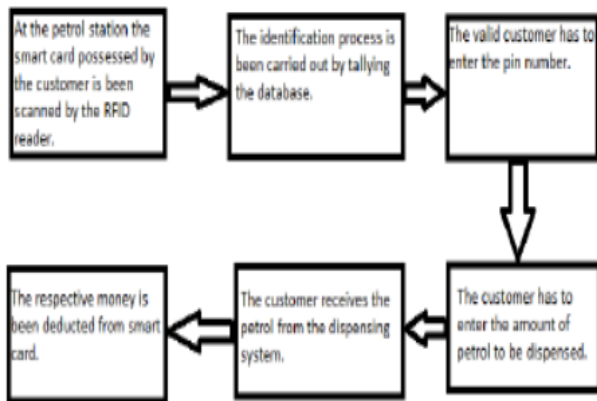 At the petrol station the
smart card possessed
by the customer is been
scanned by the RFID
reader.
The identification process is
been carried out by tallying
the database.
The valid customer has to
enter the pin number.
The customer has to
enter the amount of
petrol to be dispensed.
The customer receives the
petrol from the dispensing
system.
The respective money is
been deducted from smart
card.